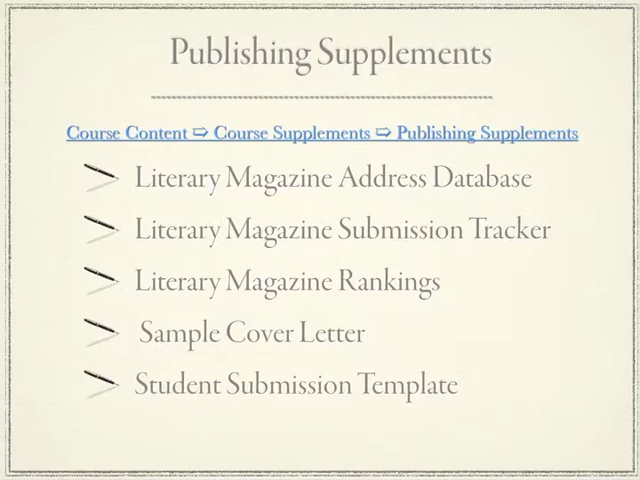 Publishing Supplements
Course Content ⇨ Course Supplements ⇨ Publishing Supplements
Literary Magazine Address Database
Literary Magazine Submission Tracker
Literary Magazine Rankings
Sample Cover Letter
Student Submission Template